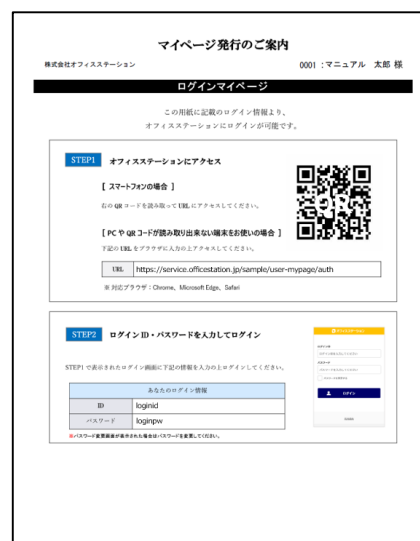 マイページ発行のご案内
株式会社オフィスステーション
0001 :マニュアル 太郎 様
ログインマイページ
この用紙に記載のログイン情報より、
オフィスステーションにログインが可能です。
STEP1 オフィスステーションにアクセス
[ スマートフォンの場合 ]
右の QR コードを読み取って URL にアクセスしてください。
QR
[ PC や QR コードが読み取り出来ない端末をお使いの場合 ]
下記の URL をブラウザに入力の上アクセスしてください。
URL https://service.officestation.jp/sample/user-mypage/auth
※ 対応ブラウザ : Chrome、Microsoft Edge、Safari
STEP2 ログイン ID・パスワードを入力してログイン
STEP1 で表示されたログイン画面に下記の情報を入力の上ログインしてください。
あなたのログイン情報
ID loginid
パスワード loginpw
※パスワード変更画面が表示された場合はパスワードを変更してください。
ログイン